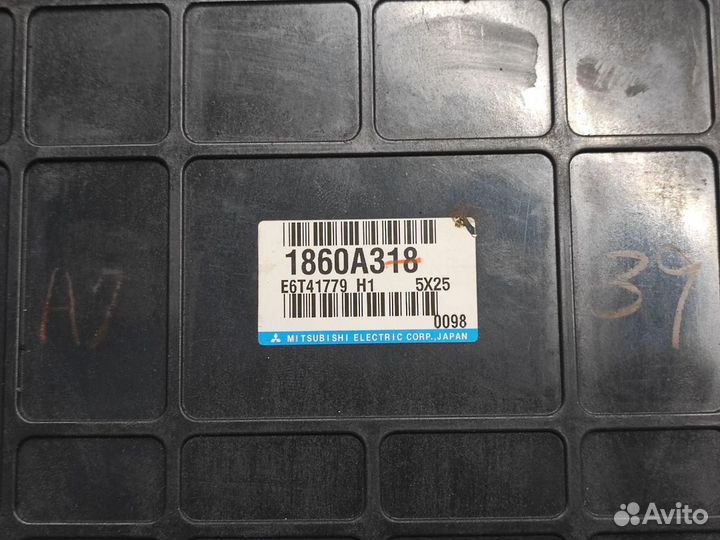 1860A318
E6T41779 H1 5X25
0098
MITSUBISHI ELECTRIC CORP., JAPAN
A7
39
Avito